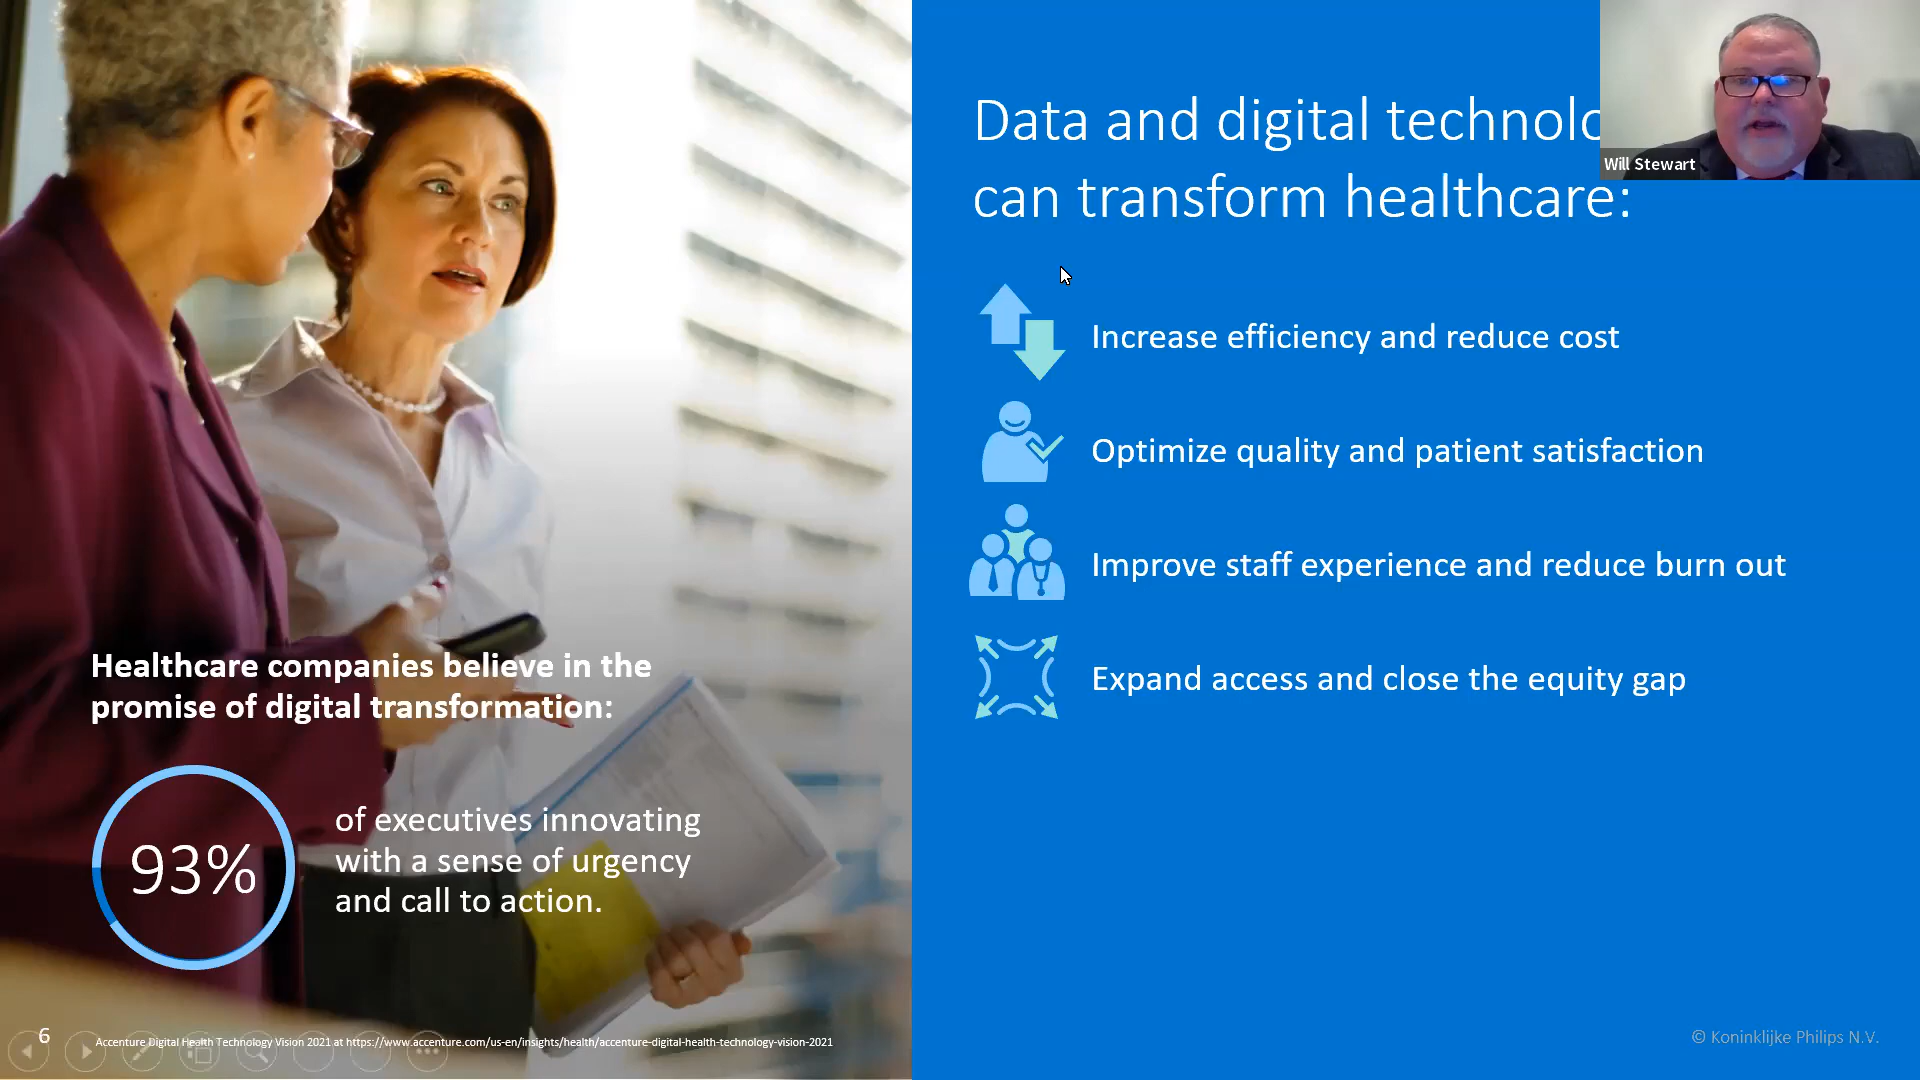 Data and digital technolo
can transform healthcare:
Will Stewart
Increase efficiency and reduce cost
Optimize quality and patient satisfaction
Improve staff experience and reduce burn out
Expand access and close the equity gap
Healthcare companies believe in the
promise of digital transformation:
93%
of executives innovating
with a sense of urgency
and call to action.
6
Accenture Digital Health Technology Vision 2021 at https://www.accenture.com/us-en/insights/health/accenture-digital-health-technology-vision-2021
© Koninklijke Philips N.V.